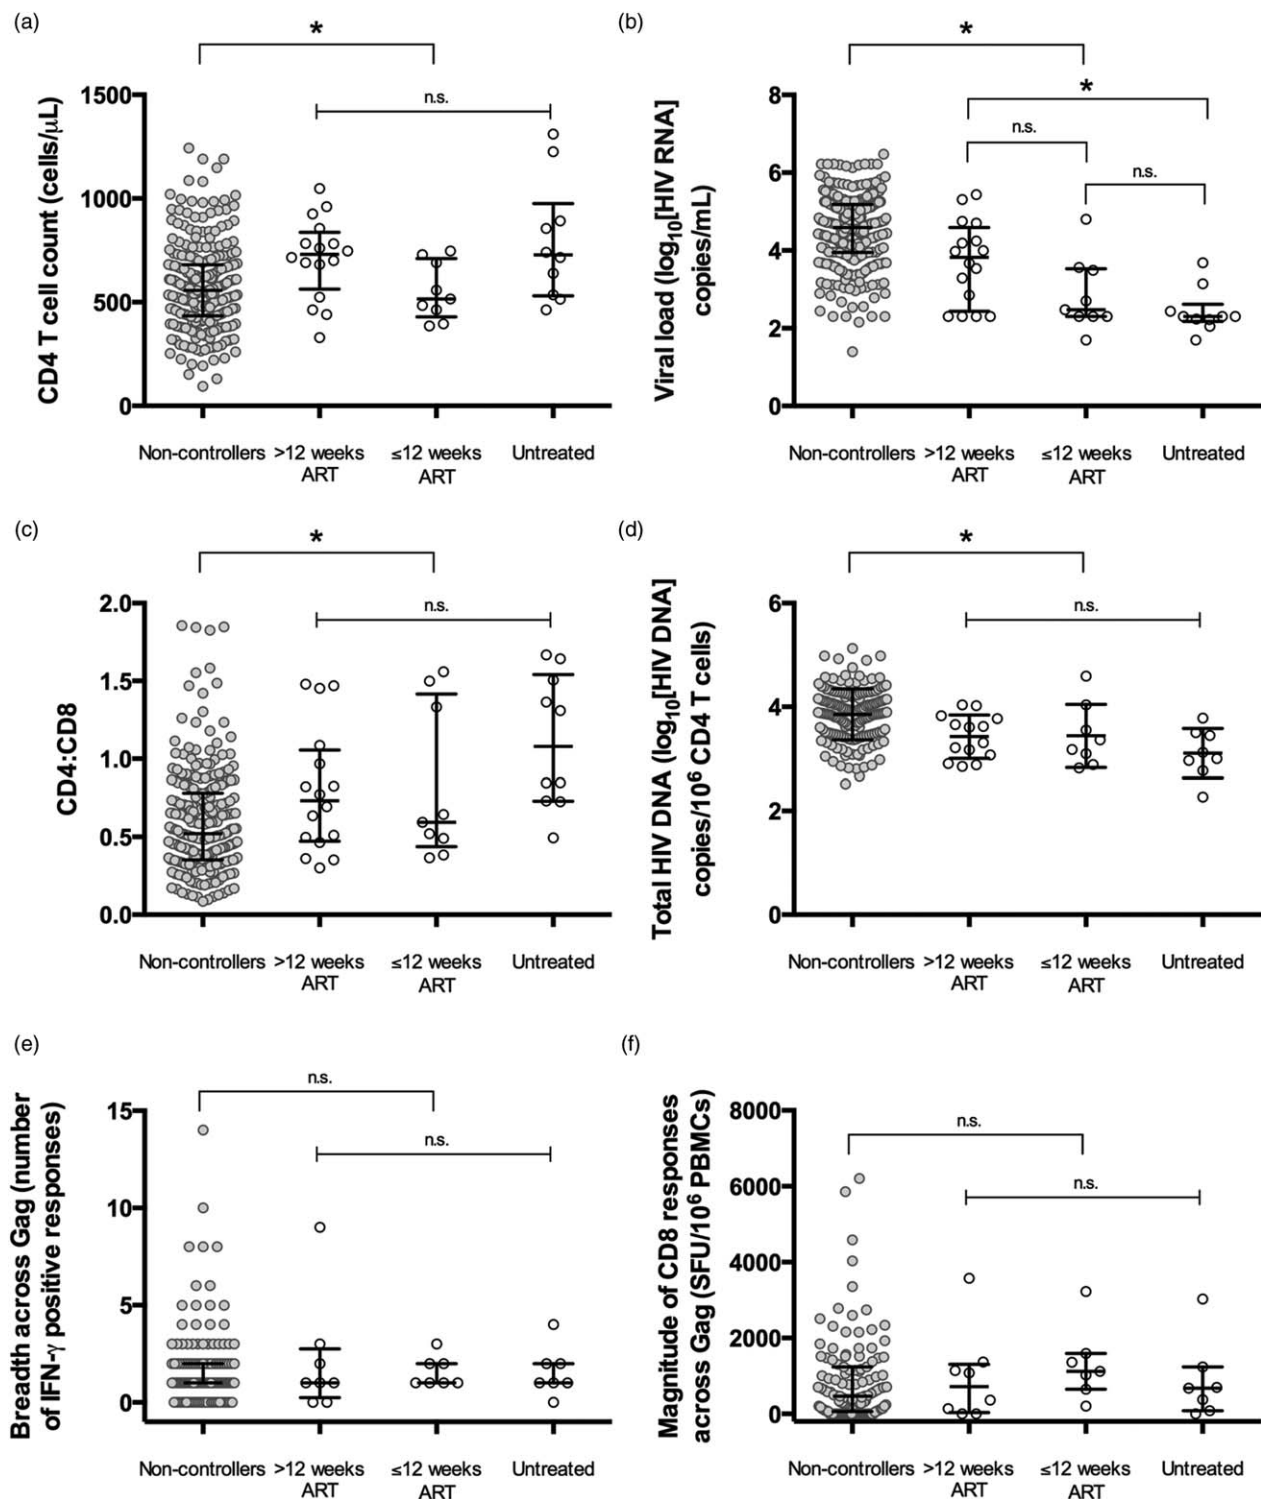 (a)
*
n.s.
CD4 T cell count (cells/μL)
1500
1000
500
0
Non-controllers
>12 weeks
ART
≤12 weeks
ART
Untreated
(b)
*
*
n.s.
n.s.
Viral load (log10[HIV RNA]
copies/mL)
8
6
4
2
0
Non-controllers
>12 weeks
ART
≤12 weeks
ART
Untreated
(c)
*
n.s.
CD4:CD8
2.0
1.5
1.0
0.5
0.0
Non-controllers
>12 weeks
ART
≤12 weeks
ART
Untreated
(d)
*
n.s.
Total HIV DNA (log10[HIV DNA]
copies/10⁶ CD4 T cells)
6
4
2
0
Non-controllers
>12 weeks
ART
≤12 weeks
ART
Untreated
(e)
n.s.
n.s.
Breadth across Gag (number
of IFN-γ positive responses)
15
10
5
0
Non-controllers
>12 weeks
ART
≤12 weeks
ART
Untreated
(f)
n.s.
n.s.
Magnitude of CD8 responses
across Gag (SFU/10⁶ PBMCs)
8000
6000
4000
2000
0
Non-controllers
>12 weeks
ART
≤12 weeks
ART
Untreated